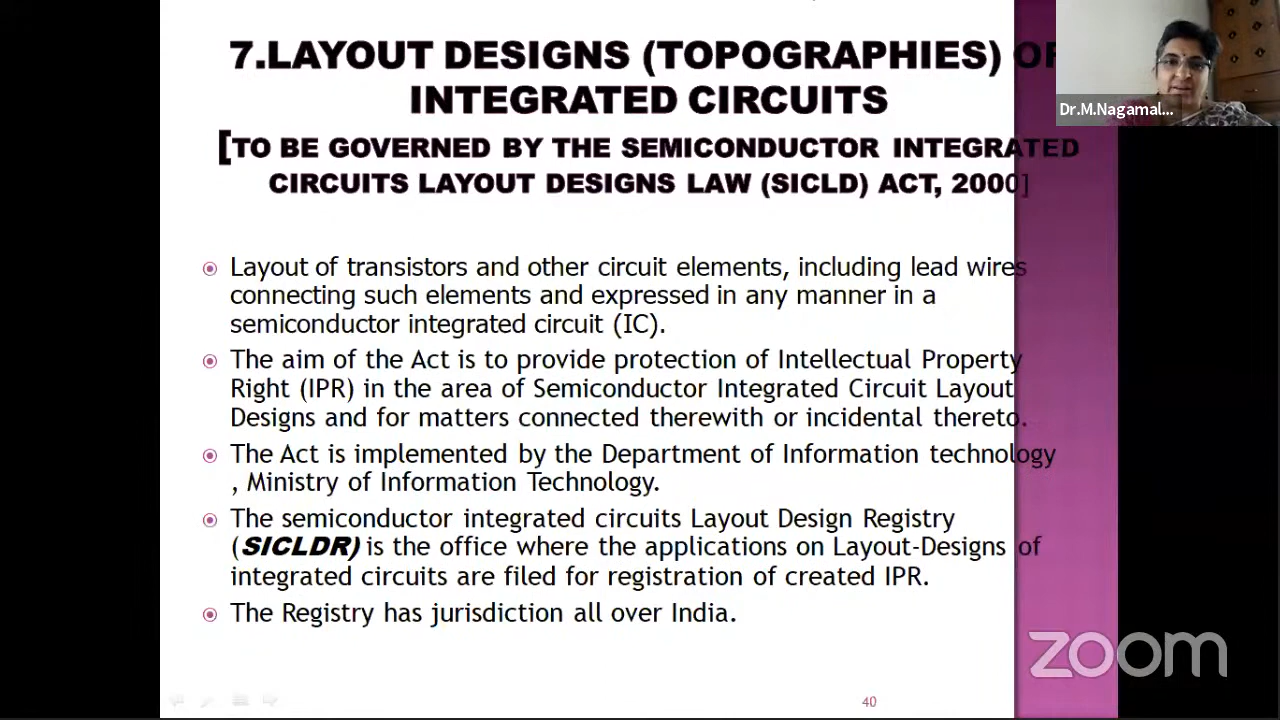 7.LAYOUT DESIGNS (TOPOGRAPHIES) OF
INTEGRATED CIRCUITS
[TO BE GOVERNED BY THE SEMICONDUCTOR INTEGRATED
CIRCUITS LAYOUT DESIGNS LAW (SICLD) ACT, 2000]
Dr.M.Nagamal...
Layout of transistors and other circuit elements, including lead wires
connecting such elements and expressed in any manner in a
semiconductor integrated circuit (IC).
The aim of the Act is to provide protection of Intellectual Property
Right (IPR) in the area of Semiconductor Integrated Circuit Layout
Designs and for matters connected therewith or incidental thereto.
The Act is implemented by the Department of Information technology
, Ministry of Information Technology.
The semiconductor integrated circuits Layout Design Registry
(SICLDR) is the office where the applications on Layout-Designs of
integrated circuits are filed for registration of created IPR.
The Registry has jurisdiction all over India.
zoom
40